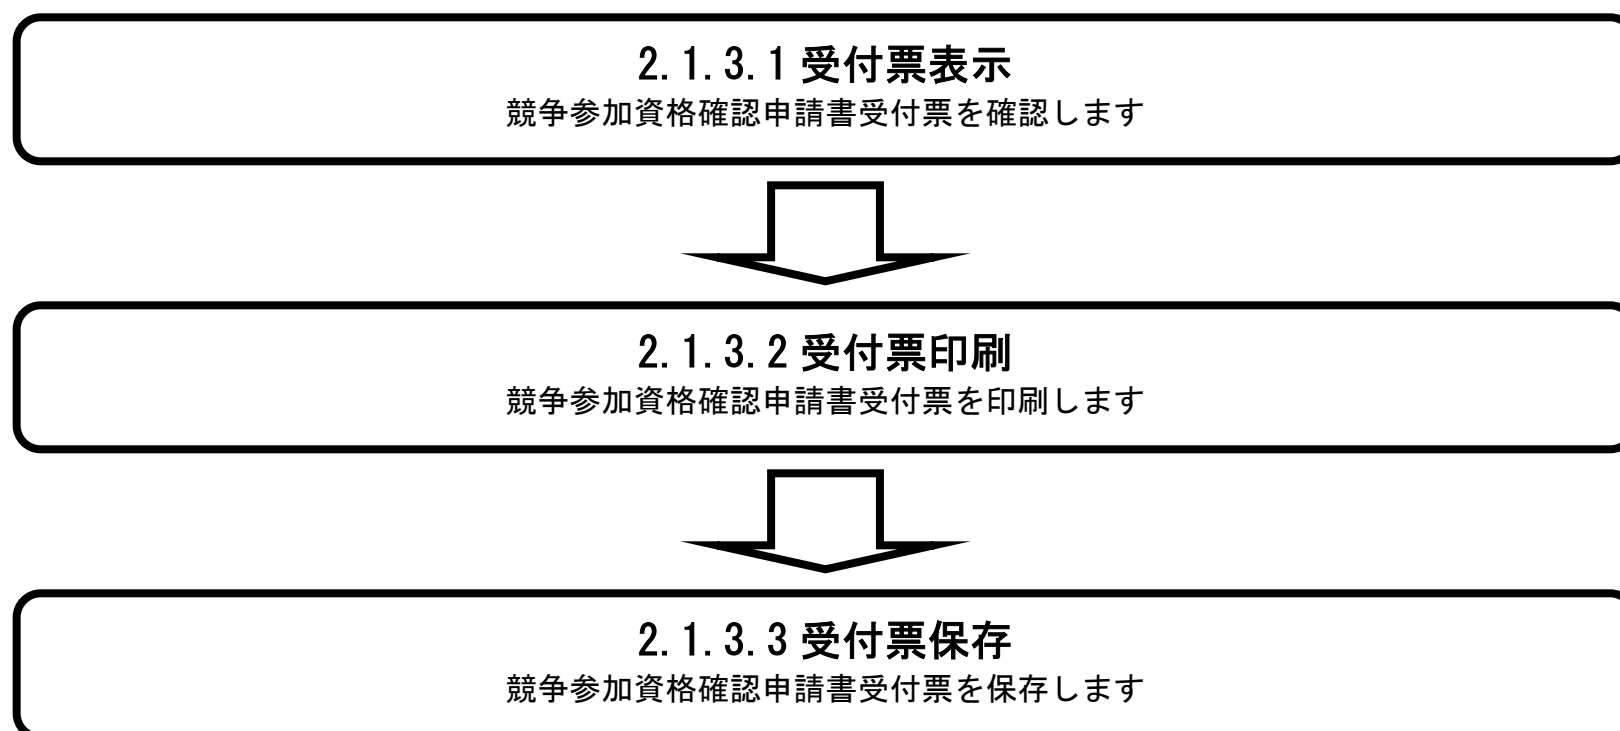 2.1.3.1 受付票表示
競争参加資格確認申請書受付票を確認します
2.1.3.2 受付票印刷
競争参加資格確認申請書受付票を印刷します
2.1.3.3 受付票保存
競争参加資格確認申請書受付票を保存します